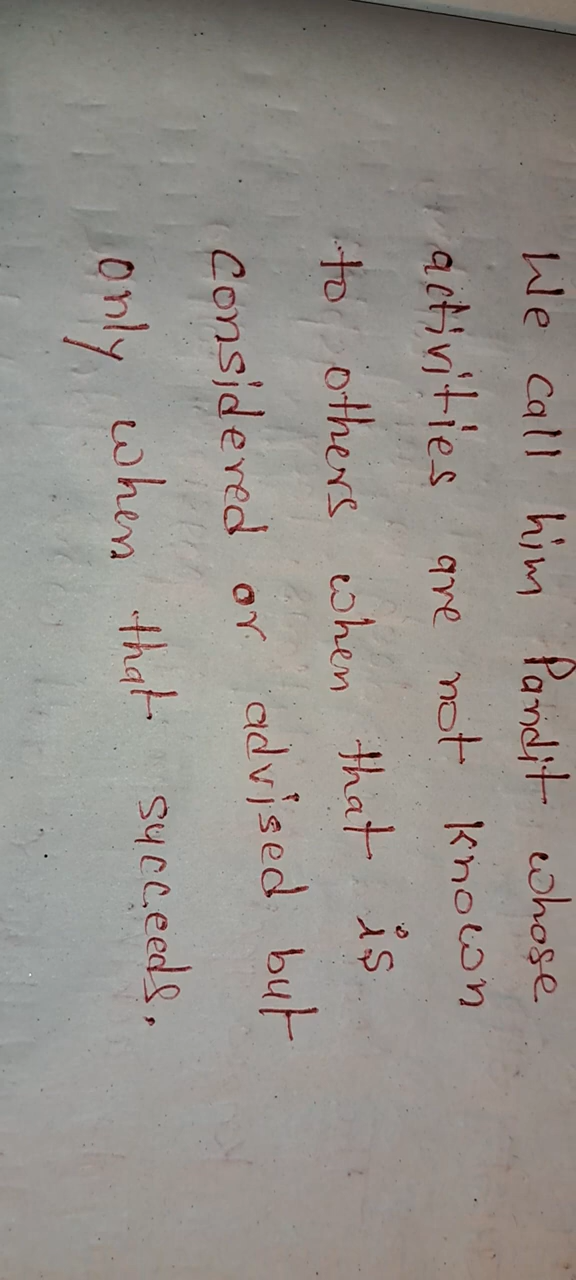 We call him Pandit whose
activities are not known
to others when that is
considered or advised but
only when that succeeds.